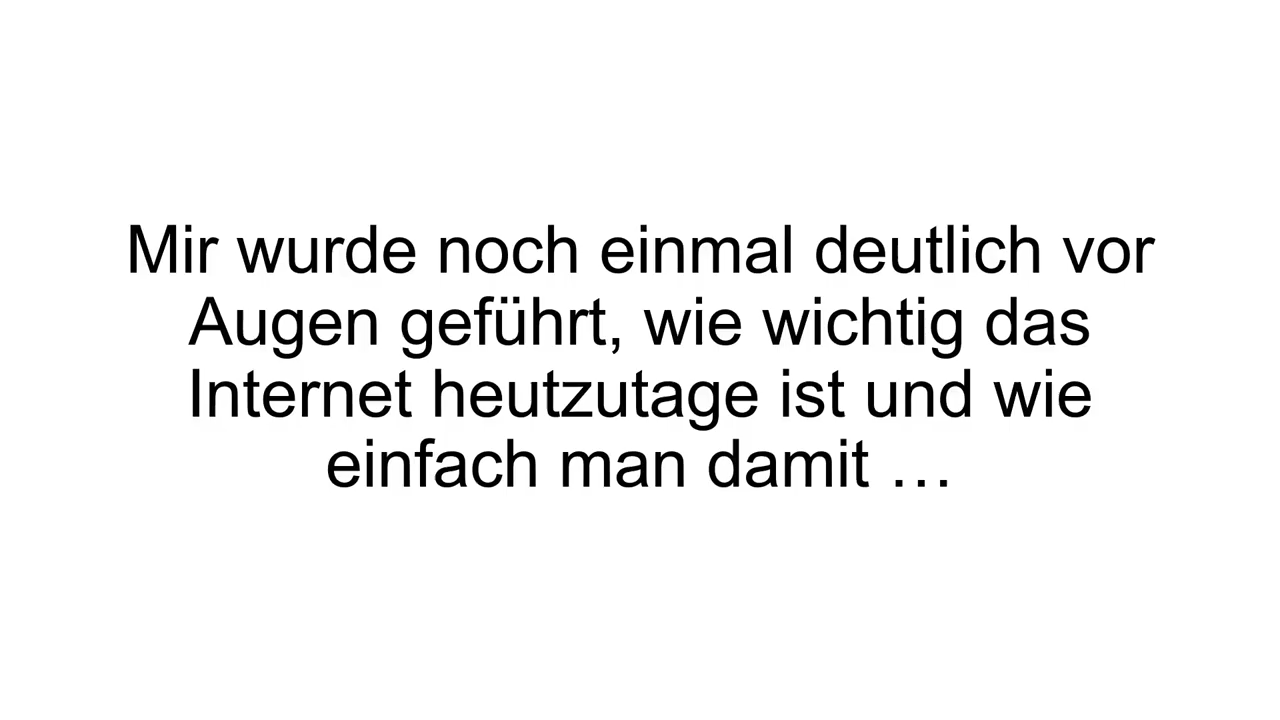 Mir wurde noch einmal deutlich vor
Augen geführt, wie wichtig das
Internet heutzutage ist und wie
einfach man damit …